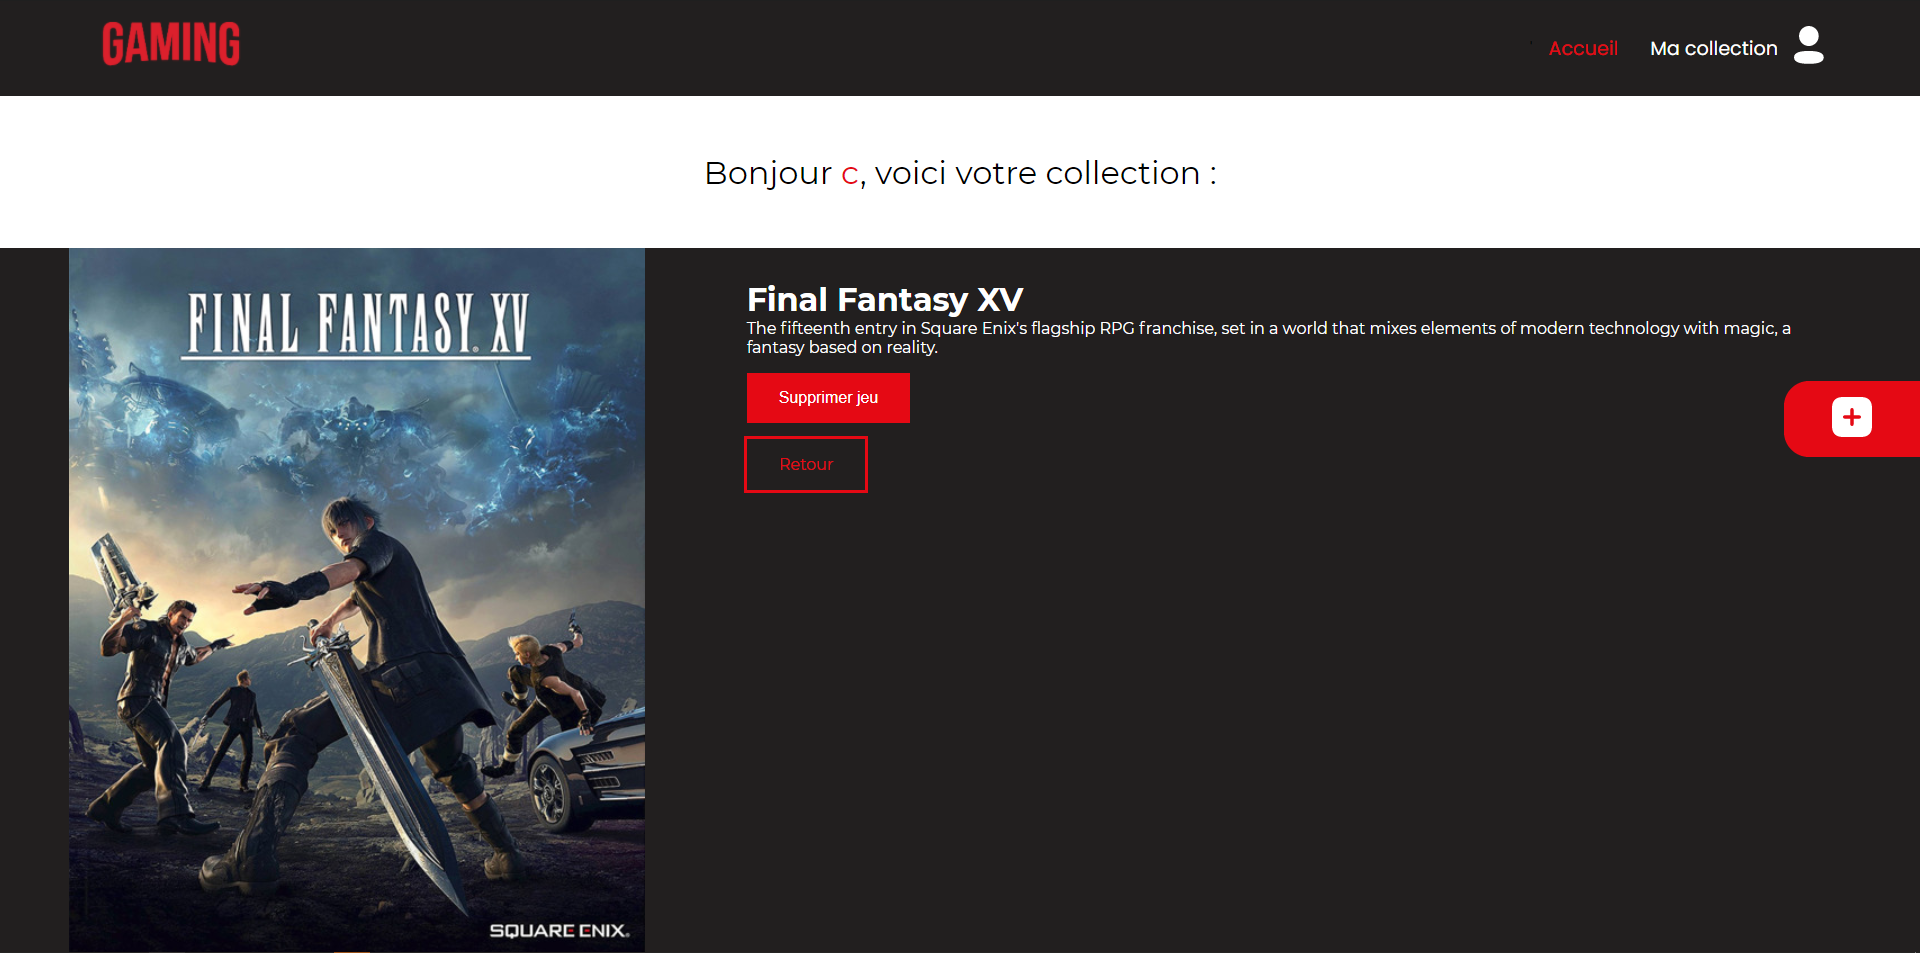 GAMING
Accueil
Ma collection
Bonjour c, voici votre collection :
FINAL FANTASY XV
Final Fantasy XV
The fifteenth entry in Square Enix's flagship RPG franchise, set in a world that mixes elements of modern technology with magic, a
fantasy based on reality.
Supprimer jeu
Retour
SQUARE ENIX.